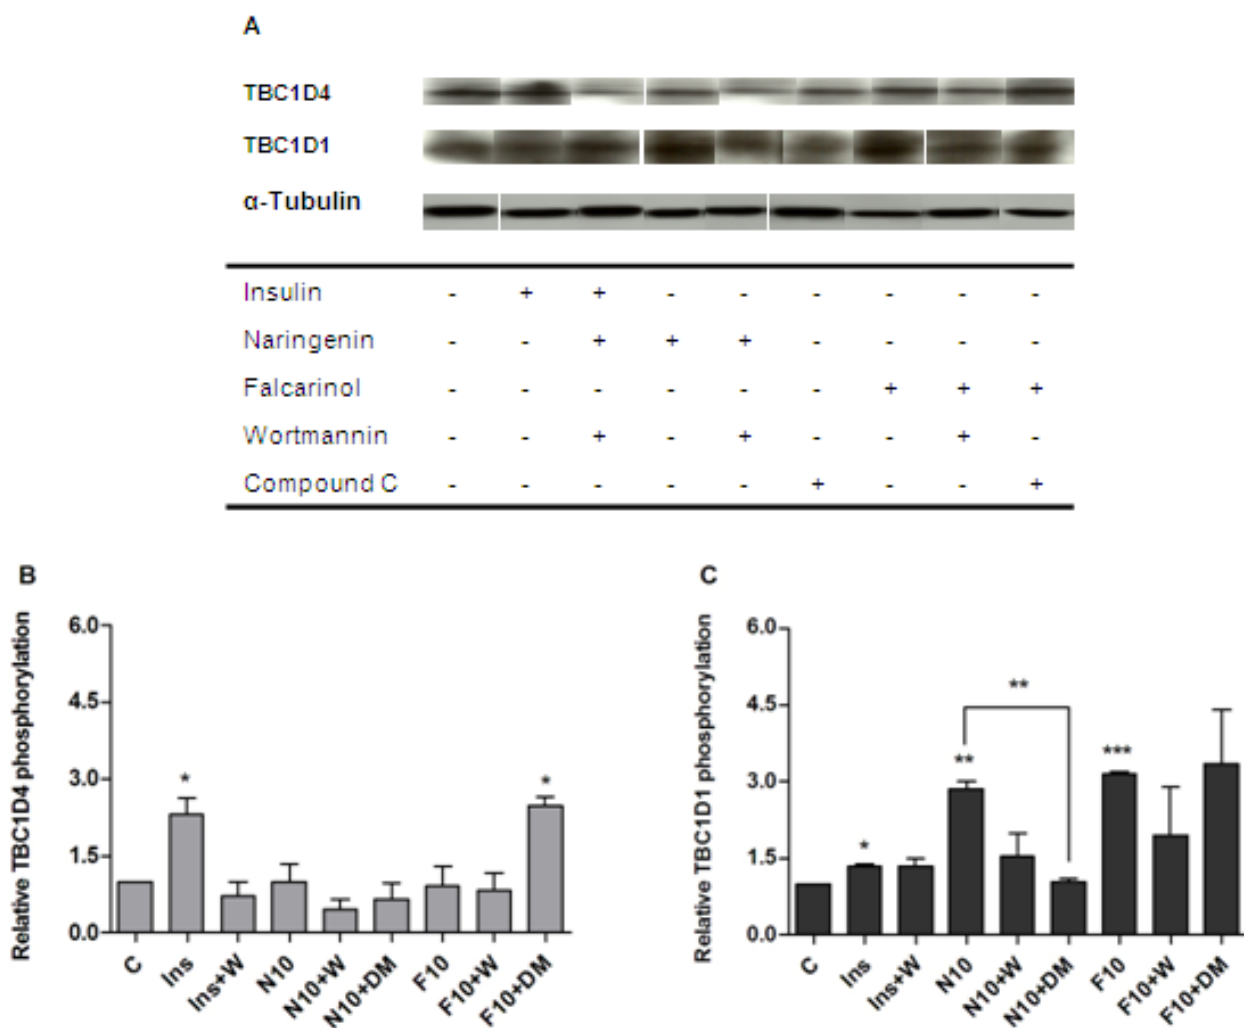 A
TBC1D4
TBC1D1
α-Tubulin
Insulin - + + - - - - - -
Naringenin - - + + + - - - -
Falcarinol - - - - - - + + +
Wortmannin - - + - + - - + -
Compound C - - - - - + - - +
B
Relative TBC1D4 phosphorylation
6.0
4.5
3.0
1.5
0.0
* *
C Ins Ins+W N10 N10+W N10+DM F10 F10+W F10+DM
C
Relative TBC1D1 phosphorylation
6.0
4.5
3.0
1.5
0.0
**
* ** ***
C Ins Ins+W N10 N10+W N10+DM F10 F10+W F10+DM